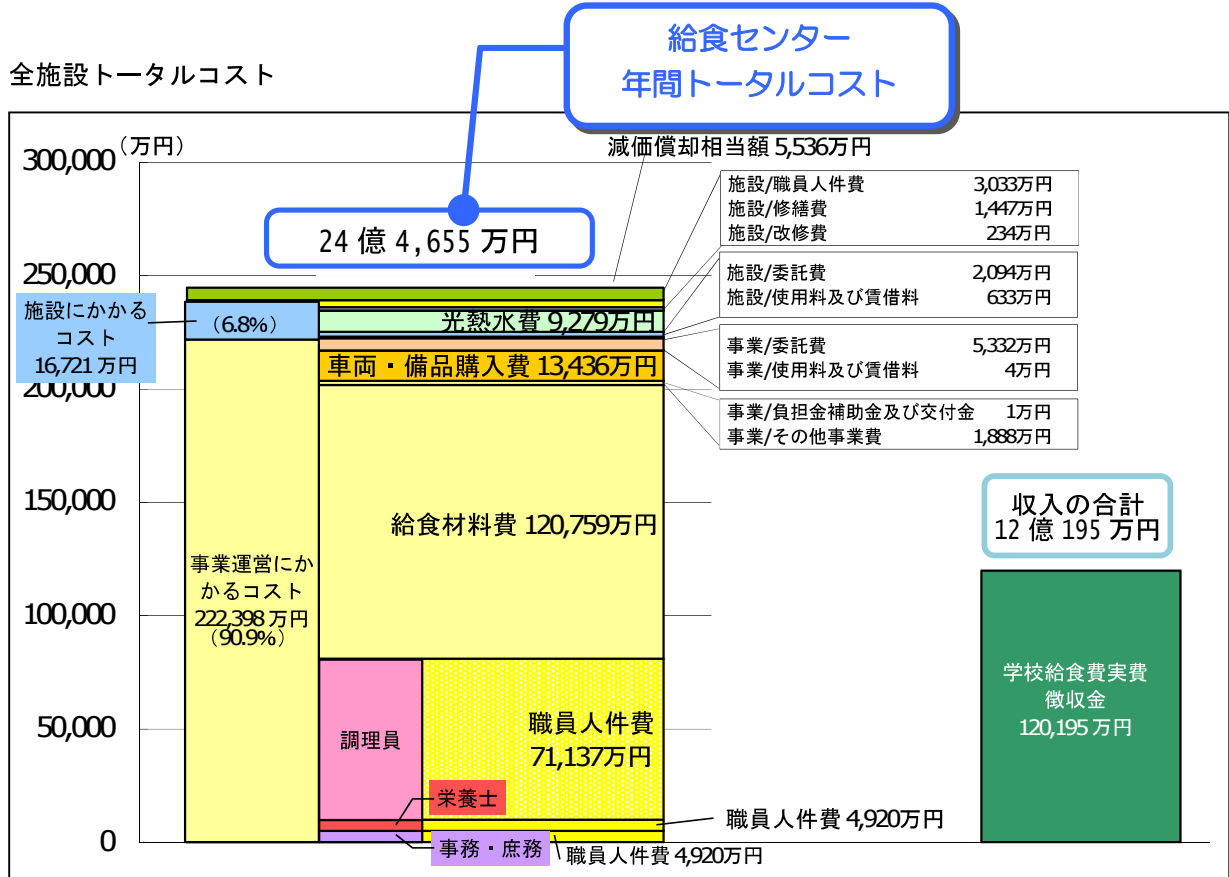 給食センター
年間トータルコスト
全施設トータルコスト
（万円）
300,000
250,000
200,000
150,000
100,000
50,000
0
24 億 4,655 万円
減価償却相当額 5,536万円
施設/職員人件費 3,033万円
施設/修繕費 1,447万円
施設/改修費 234万円
施設/委託費 2,094万円
施設/使用料及び賃借料 633万円
事業/委託費 5,332万円
事業/使用料及び賃借料 4万円
事業/負担金補助金及び交付金 1万円
事業/その他事業費 1,888万円
施設にかかる
コスト
16,721 万円
（6.8%）
光熱水費 9,279万円
車両・備品購入費 13,436万円
給食材料費 120,759万円
事業運営にか
かるコスト
222,398 万円
（90.9%）
調理員
職員人件費
71,137万円
栄養士
職員人件費 4,920万円
事務・庶務
職員人件費 4,920万円
収入の合計
12 億 195 万円
学校給食費実費
徴収金
120,195 万円